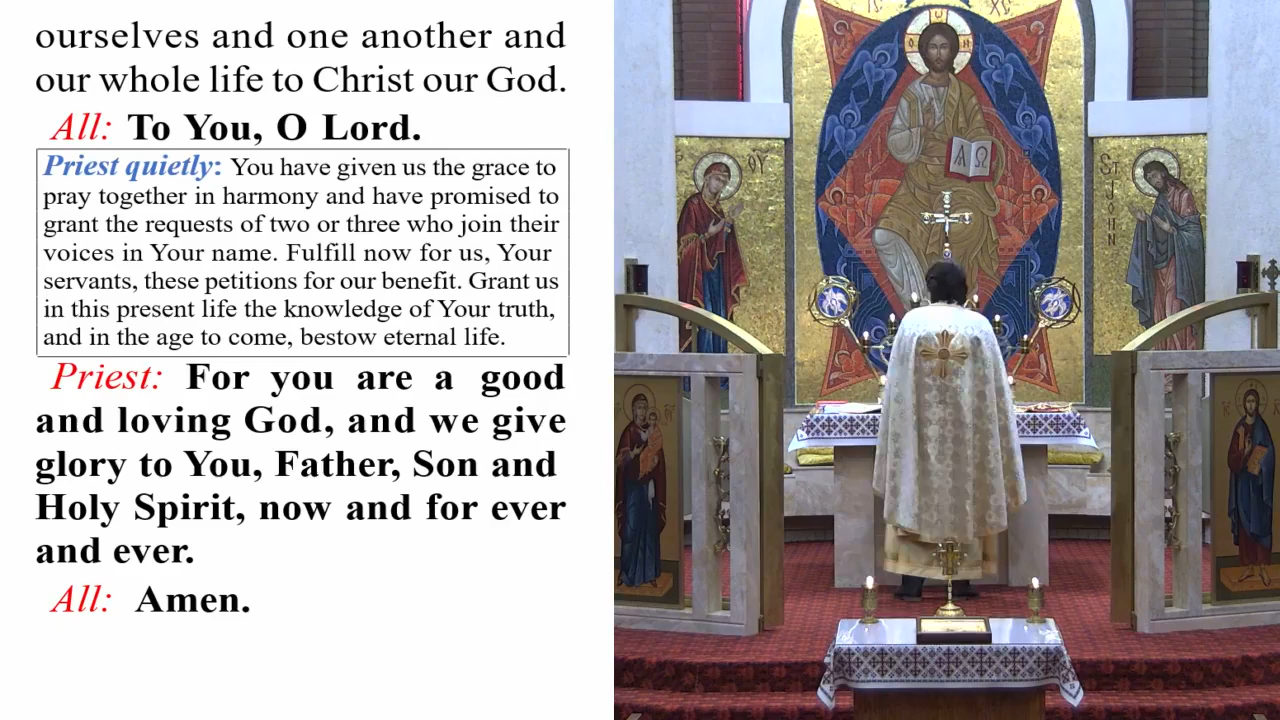 ourselves and one another and
our whole life to Christ our God.
All: To You, O Lord.
Priest quietly: You have given us the grace to
pray together in harmony and have promised to
grant the requests of two or three who join their
voices in Your name. Fulfill now for us, Your
servants, these petitions for our benefit. Grant us
in this present life the knowledge of Your truth,
and in the age to come, bestow eternal life.
Priest: For you are a good
and loving God, and we give
glory to You, Father, Son and
Holy Spirit, now and for ever
and ever.
All: Amen.
IC XC
Α Ω
ΘΥ
ST
JOHN